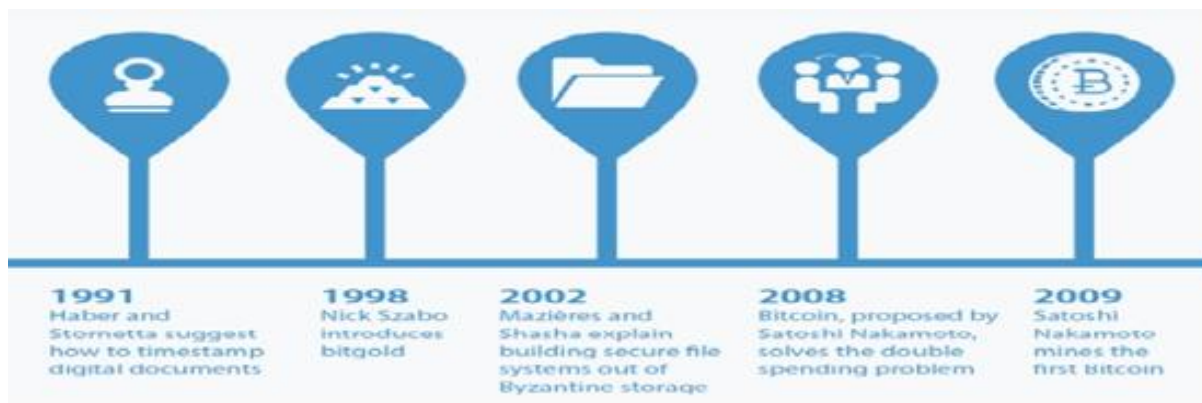 1991
Haber and
Stornetta suggest
how to timestamp
digital documents
1998
Nick Szabo
introduces
bitgold
2002
Mazières and
Shasha explain
building secure file
systems out of
Byzantine storage
2008
Bitcoin, proposed by
Satoshi Nakamoto,
solves the double
spending problem
2009
Satoshi
Nakamoto
mines the
first Bitcoin